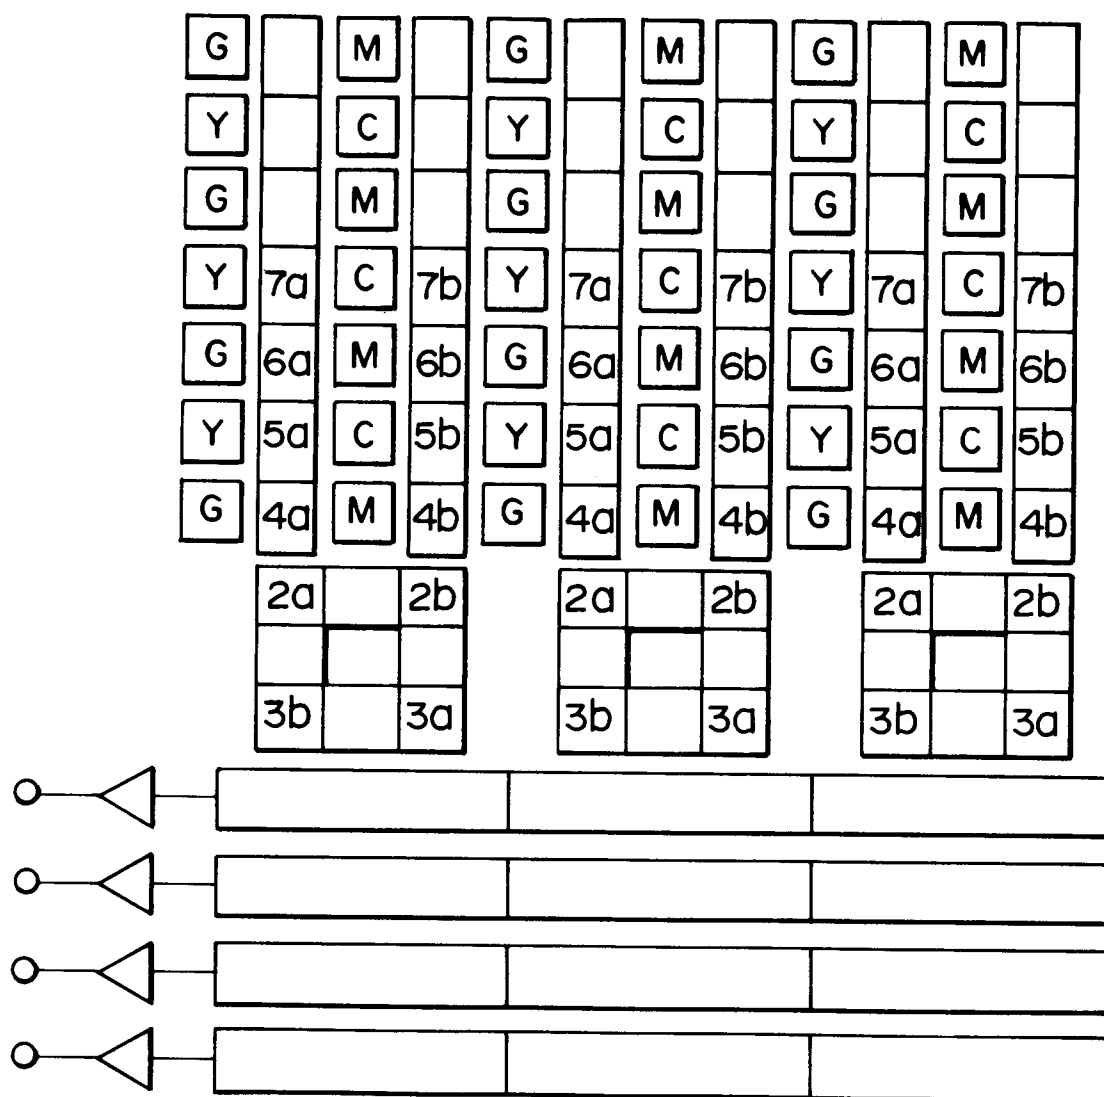 G M G M G M
Y C Y C Y C
G M G M G M
Y 7a C 7b Y 7a C 7b Y 7a C 7b
G 6a M 6b G 6a M 6b G 6a M 6b
Y 5a C 5b Y 5a C 5b Y 5a C 5b
G 4a M 4b G 4a M 4b G 4a M 4b
2a 2b 2a 2b 2a 2b
3b 3a 3b 3a 3b 3a